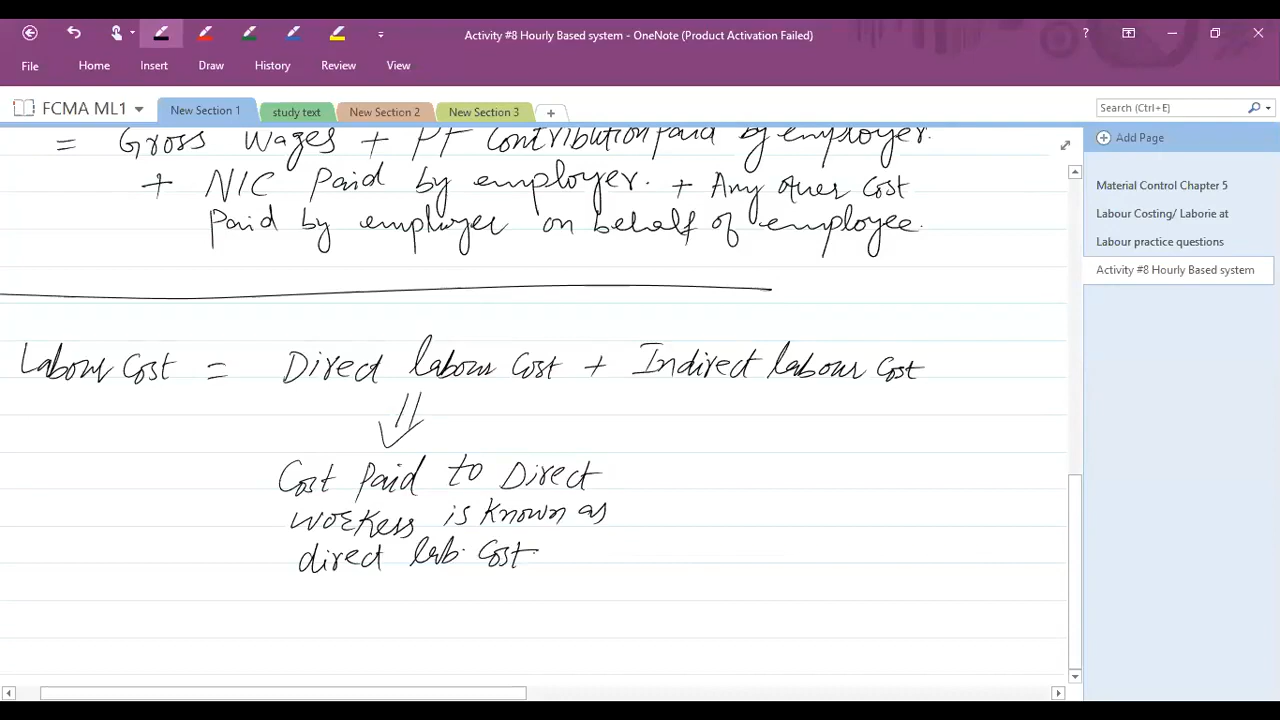 Activity #8 Hourly Based system - OneNote (Product Activation Failed)
?
File Home Insert Draw History Review View
FCMA ML1 New Section 1 study text New Section 2 New Section 3 +
Search (Ctrl+E)
Add Page
Material Control Chapter 5
Labour Costing/ Laborie at
Labour practice questions
Activity #8 Hourly Based system
= Gross Wages + PF Contribution Paid by employer.
+ NIC Paid by employer. + Any other Cost
Paid by employer on behalf of employee.
Labour Cost = Direct labour Cost + Indirect labour Cost
Cost Paid to Direct
workers is known as
direct lab. Cost.